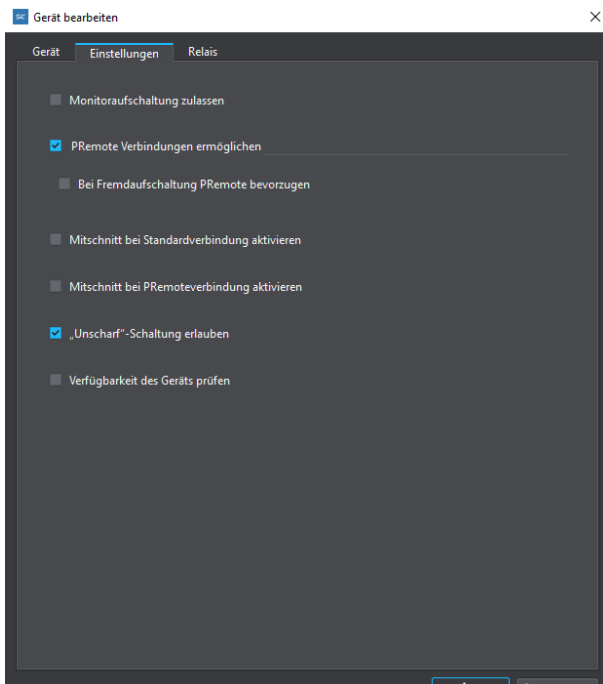 SC Gerät bearbeiten
Gerät Einstellungen Relais
Monitoraufschaltung zulassen
PRemote Verbindungen ermöglichen
Bei Fremdaufschaltung PRemote bevorzugen
Mitschnitt bei Standardverbindung aktivieren
Mitschnitt bei PRemoteverbindung aktivieren
„Unscharf“-Schaltung erlauben
Verfügbarkeit des Geräts prüfen